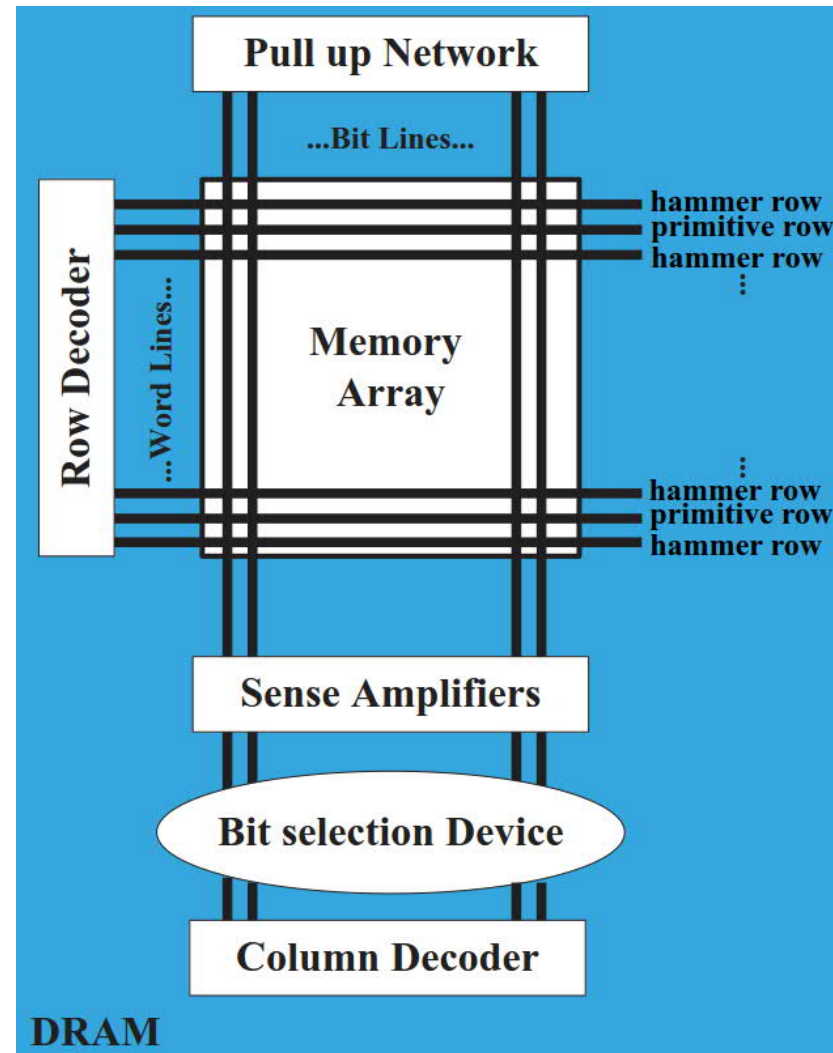 Pull up Network
...Bit Lines...
Row Decoder
...Word Lines...
hammer row
primitive row
hammer row
...
Memory
Array
...
hammer row
primitive row
hammer row
Sense Amplifiers
Bit selection Device
Column Decoder
DRAM